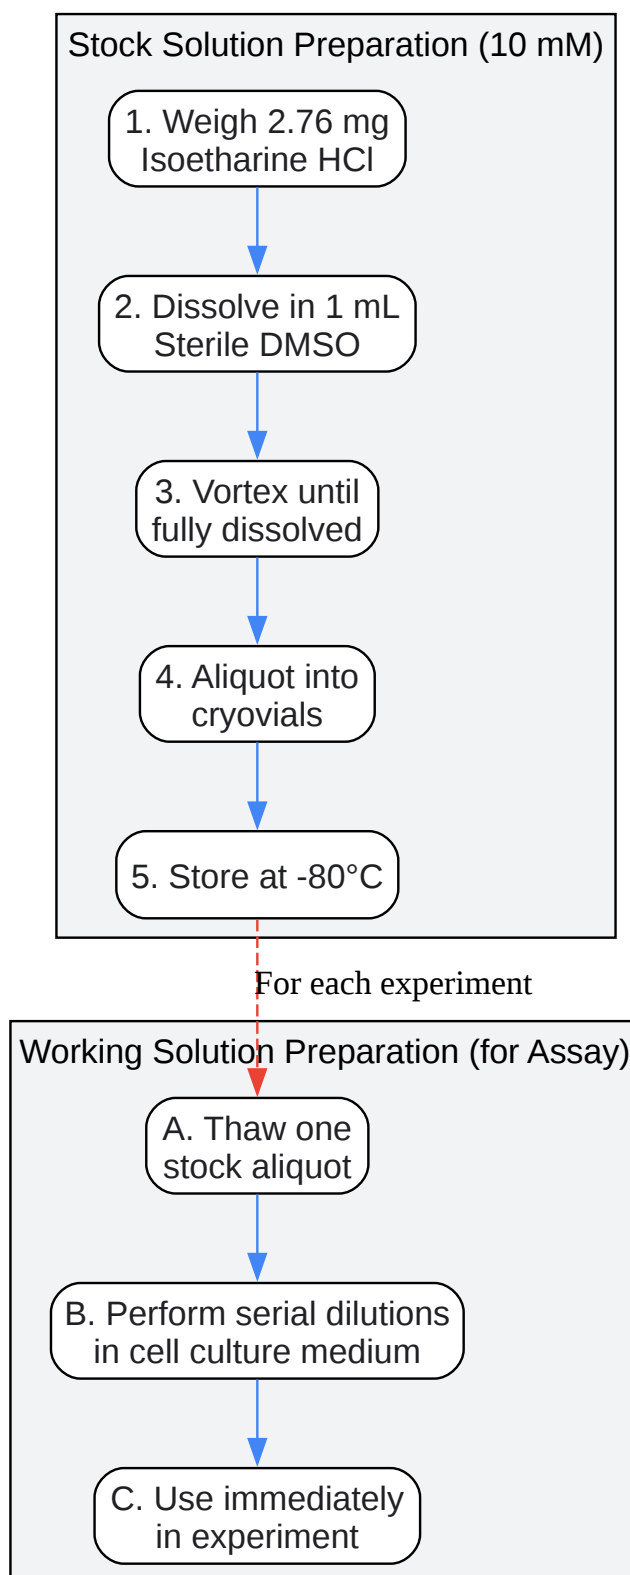 Stock Solution Preparation (10 mM)
1. Weigh 2.76 mg
Isoetharine HCl
2. Dissolve in 1 mL
Sterile DMSO
3. Vortex until
fully dissolved
4. Aliquot into
cryovials
5. Store at -80°C
For each experiment
Working Solution Preparation (for Assay)
A. Thaw one
stock aliquot
B. Perform serial dilutions
in cell culture medium
C. Use immediately
in experiment